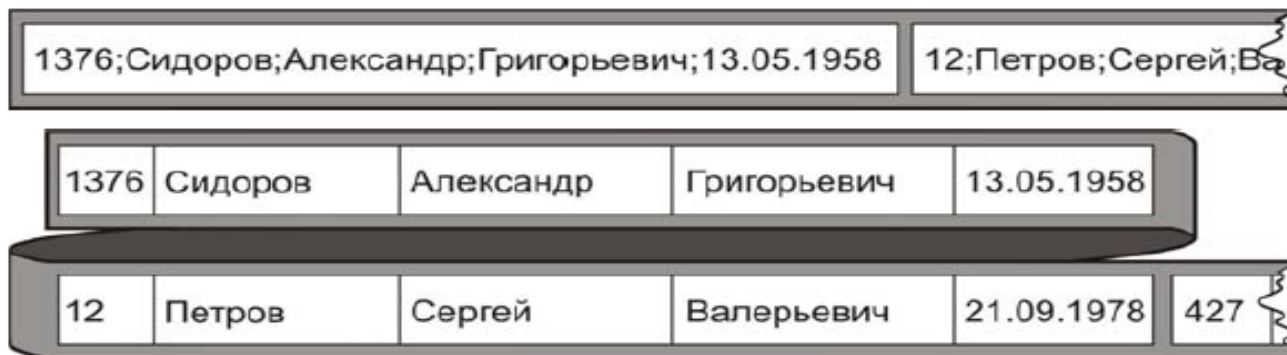 1376;Сидоров;Александр;Григорьевич;13.05.1958 12;Петров;Сергей;Ва
1376 Сидоров Александр Григорьевич 13.05.1958
12 Петров Сергей Валерьевич 21.09.1978 427